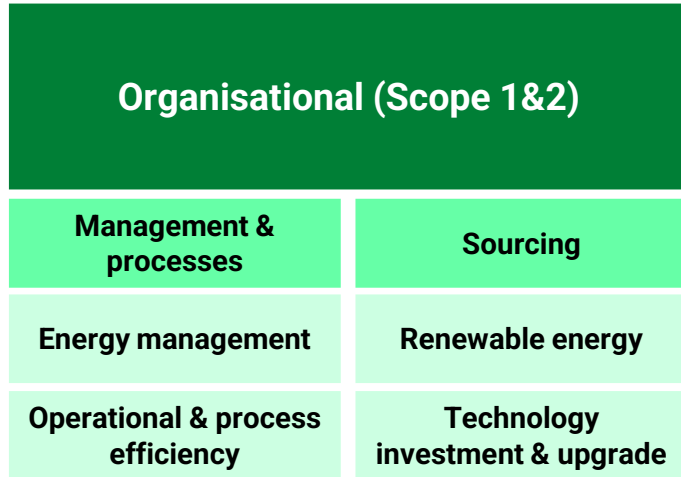 Organisational (Scope 1&2)
Management &
processes
Sourcing
Energy management
Renewable energy
Operational & process
efficiency
Technology
investment & upgrade